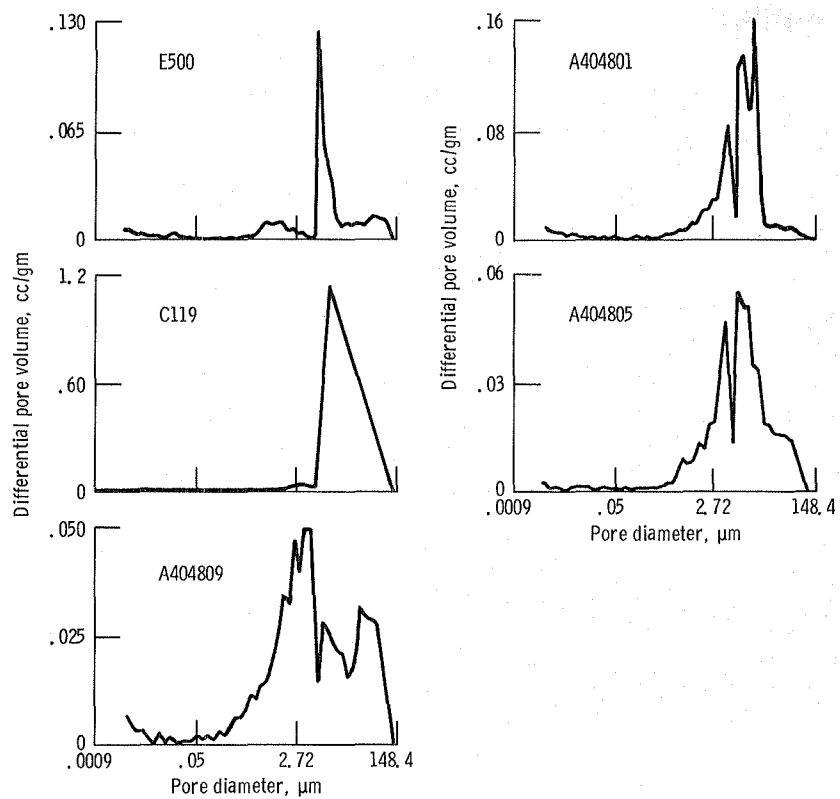 Differential pore volume, cc/gm
.130
.065
0
E500
1.2
.60
0
C119
.050
.025
0
A404809
.0009
.05
2.72
148.4
Pore diameter, µm
Differential pore volume, cc/gm
.16
.08
0
A404801
.06
.03
0
A404805
.0009
.05
2.72
148.4
Pore diameter, µm